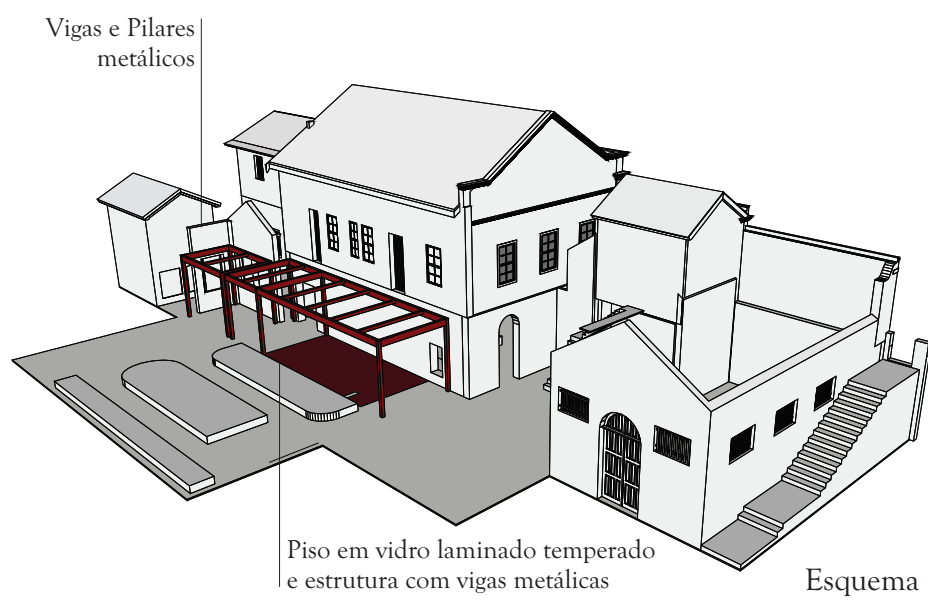 Vigas e Pilares
metálicos
Piso em vidro laminado temperado
e estrutura com vigas metálicas
Esquema